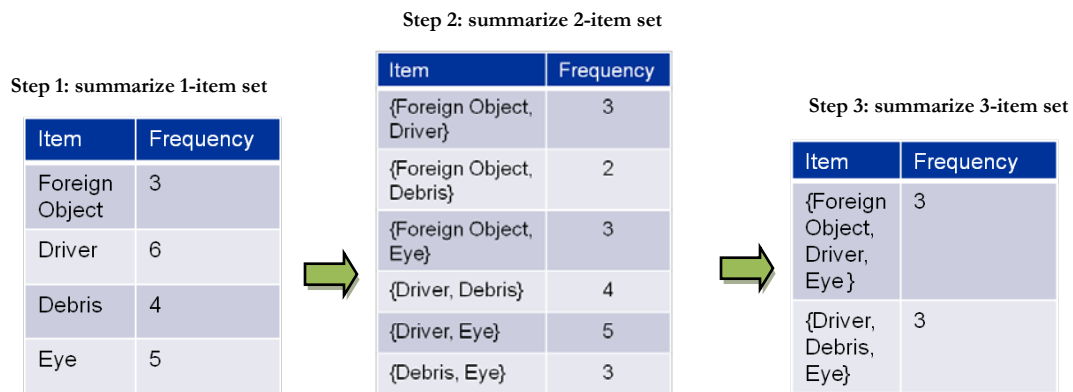 Step 1: summarize 1-item set
Item Frequency
Foreign
Object 3
Driver 6
Debris 4
Eye 5
Step 2: summarize 2-item set
Item Frequency
{Foreign Object,
Driver} 3
{Foreign Object,
Debris} 2
{Foreign Object,
Eye} 3
{Driver, Debris} 4
{Driver, Eye} 5
{Debris, Eye} 3
Step 3: summarize 3-item set
Item Frequency
{Foreign 3
Object,
Driver,
Eye }
{Driver, 3
Debris,
Eye}